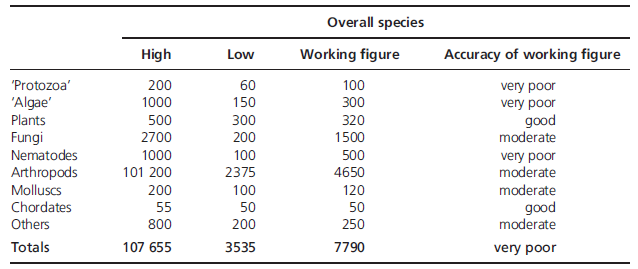 Overall species
High Low Working figure Accuracy of working figure
‘Protozoa’ 200 60 100 very poor
‘Algae’ 1000 150 300 very poor
Plants 500 300 320 good
Fungi 2700 200 1500 moderate
Nematodes 1000 100 500 very poor
Arthropods 101 200 2375 4650 moderate
Molluscs 200 100 120 moderate
Chordates 55 50 50 good
Others 800 200 250 moderate
Totals 107 655 3535 7790 very poor